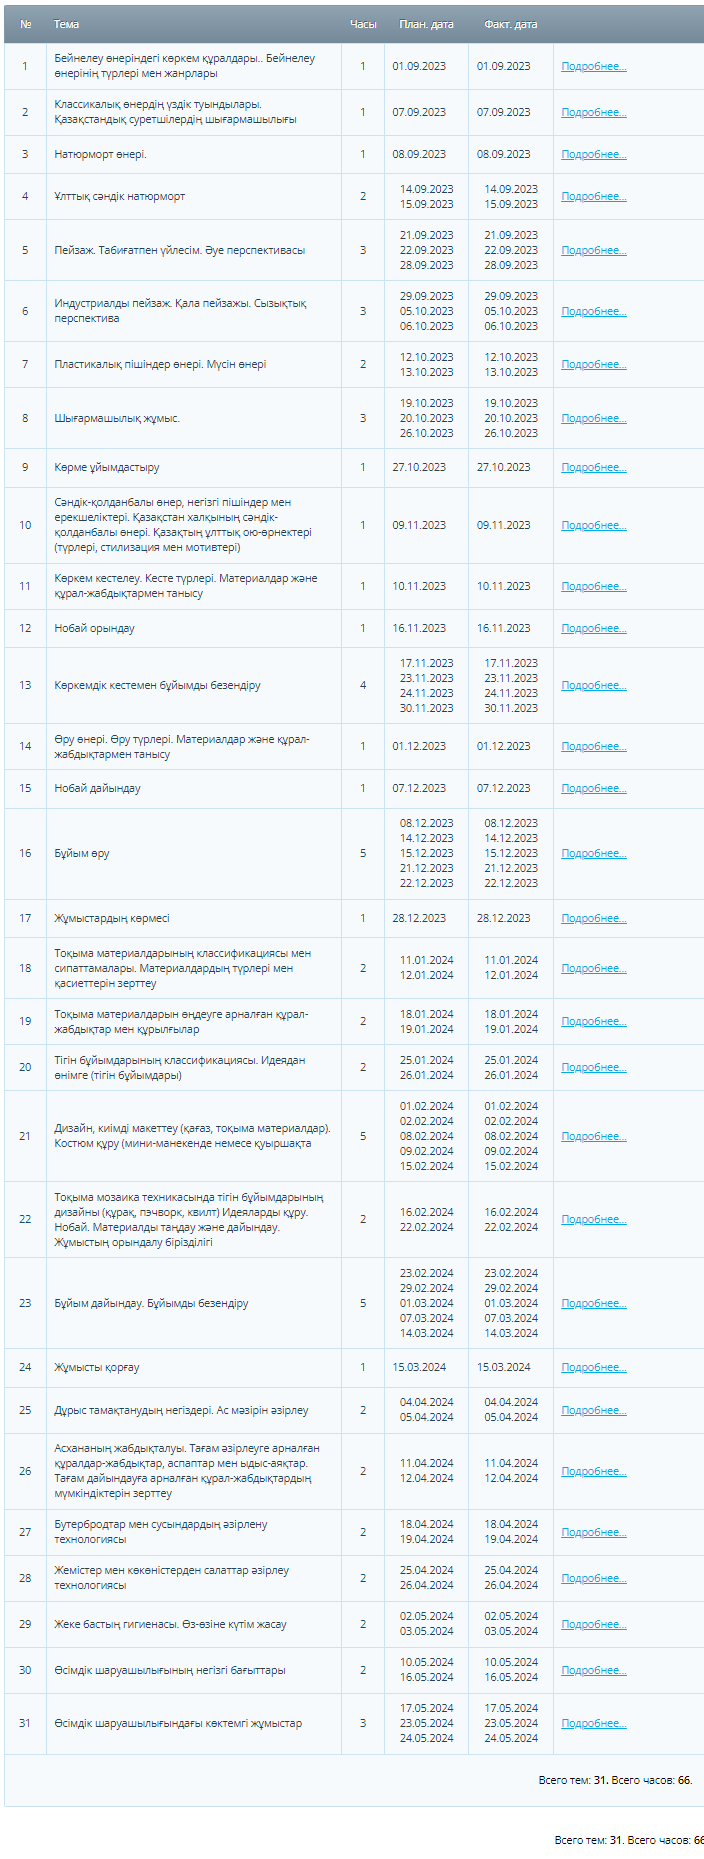 № Тема Часы План. дата Факт. дата
1 Бейнелеу өнеріндегі көркем құралдары.. Бейнелеу өнерінің түрлері мен жанрлары 1 01.09.2023 01.09.2023 Подробнее...
2 Классикалық өнердің үздік туындылары. Қазақстандық суретшілердің шығармашылығы 1 07.09.2023 07.09.2023 Подробнее...
3 Натюрморт өнері. 1 08.09.2023 08.09.2023 Подробнее...
4 Ұлттық сәндік натюрморт 2 14.09.2023 15.09.2023 14.09.2023 15.09.2023 Подробнее...
5 Пейзаж. Табиғатпен үйлесім. Әуе перспективасы 3 21.09.2023 22.09.2023 28.09.2023 21.09.2023 22.09.2023 28.09.2023 Подробнее...
6 Индустриалды пейзаж. Қала пейзажы. Сызықтық перспектива 3 29.09.2023 05.10.2023 06.10.2023 29.09.2023 05.10.2023 06.10.2023 Подробнее...
7 Пластикалық пішіндер өнері. Мүсін өнері 2 12.10.2023 13.10.2023 12.10.2023 13.10.2023 Подробнее...
8 Шығармашылық жұмыс. 3 19.10.2023 20.10.2023 26.10.2023 19.10.2023 20.10.2023 26.10.2023 Подробнее...
9 Көрме ұйымдастыру 1 27.10.2023 27.10.2023 Подробнее...
10 Сәндік-қолданбалы өнер, негізгі пішіндер мен ерекшеліктері. Қазақстан халқының сәндік-қолданбалы өнері. Қазақтың ұлттық ою-өрнектері (түрлері, стилизация мен мотивтері) 1 09.11.2023 09.11.2023 Подробнее...
11 Көркем кестелеу. Кесте түрлері. Материалдар және құрал-жабдықтармен танысу 1 10.11.2023 10.11.2023 Подробнее...
12 Нобай орындау 1 16.11.2023 16.11.2023 Подробнее...
13 Көркемдік кестемен бұйымды безендіру 4 17.11.2023 23.11.2023 24.11.2023 30.11.2023 17.11.2023 23.11.2023 24.11.2023 30.11.2023 Подробнее...
14 Өру өнері. Өру түрлері. Материалдар және құрал-жабдықтармен танысу 1 01.12.2023 01.12.2023 Подробнее...
15 Нобай дайындау 1 07.12.2023 07.12.2023 Подробнее...
16 Бұйым өру 5 08.12.2023 14.12.2023 15.12.2023 21.12.2023 22.12.2023 08.12.2023 14.12.2023 15.12.2023 21.12.2023 22.12.2023 Подробнее...
17 Жұмыстардың көрмесі 1 28.12.2023 28.12.2023 Подробнее...
18 Тоқыма материалдарының классификациясы мен сипаттамалары. Материалдардың түрлері мен қасиеттерін зерттеу 2 11.01.2024 12.01.2024 11.01.2024 12.01.2024 Подробнее...
19 Тоқыма материалдарын өңдеуге арналған құрал-жабдықтар мен құрылғылар 2 18.01.2024 19.01.2024 18.01.2024 19.01.2024 Подробнее...
20 Тігін бұйымдарының классификациясы. Идеядан өнімге (тігін бұйымдары) 2 25.01.2024 26.01.2024 25.01.2024 26.01.2024 Подробнее...
21 Дизайн, киімді макеттеу (қағаз, тоқыма материалдар). Костюм құру (мини-манекенде немесе қуыршақта 5 01.02.2024 02.02.2024 08.02.2024 09.02.2024 15.02.2024 01.02.2024 02.02.2024 08.02.2024 09.02.2024 15.02.2024 Подробнее...
22 Тоқыма мозаика техникасында тігін бұйымдарының дизайны (құрақ, пэчворк, квилт) Идеяларды құру. Нобай. Материалды таңдау және дайындау. Жұмыстың орындалу бірізділігі 2 16.02.2024 22.02.2024 16.02.2024 22.02.2024 Подробнее...
23 Бұйым дайындау. Бұйымды безендіру 5 23.02.2024 29.02.2024 01.03.2024 07.03.2024 14.03.2024 23.02.2024 29.02.2024 01.03.2024 07.03.2024 14.03.2024 Подробнее...
24 Жұмысты қорғау 1 15.03.2024 15.03.2024 Подробнее...
25 Дұрыс тамақтанудың негіздері. Ас мәзірін әзірлеу 2 04.04.2024 05.04.2024 04.04.2024 05.04.2024 Подробнее...
26 Асхананың жабдықталуы. Тағам әзірлеуге арналған құралдар-жабдықтар, аспаптар мен ыдыс-аяқтар. Тағам дайындауға арналған құрал-жабдықтардың мүмкіндіктерін зерттеу 2 11.04.2024 12.04.2024 11.04.2024 12.04.2024 Подробнее...
27 Бутербродтар мен сусындардың әзірлену технологиясы 2 18.04.2024 19.04.2024 18.04.2024 19.04.2024 Подробнее...
28 Жемістер мен көкөністерден салаттар әзірлеу технологиясы 2 25.04.2024 26.04.2024 25.04.2024 26.04.2024 Подробнее...
29 Жеке бастың гигиенасы. Өз-өзіне күтім жасау 2 02.05.2024 03.05.2024 02.05.2024 03.05.2024 Подробнее...
30 Өсімдік шаруашылығының негізгі бағыттары 2 10.05.2024 16.05.2024 10.05.2024 16.05.2024 Подробнее...
31 Өсімдік шаруашылығындағы көктемгі жұмыстар 3 17.05.2024 23.05.2024 24.05.2024 17.05.2024 23.05.2024 24.05.2024 Подробнее...
Всего тем: 31. Всего часов: 66.
Всего тем: 31. Всего часов: 66